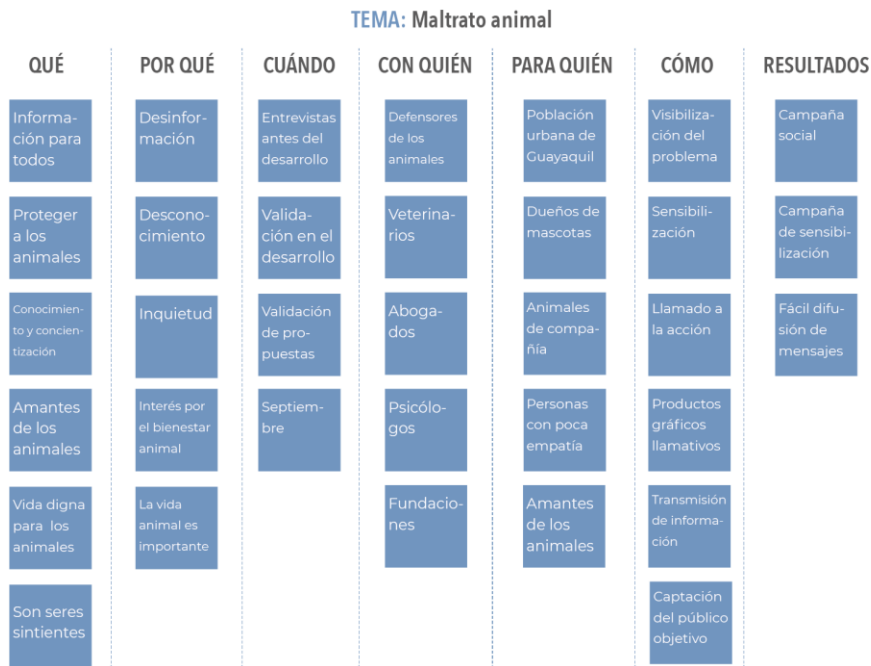 TEMA: Maltrato animal
QUÉ
Informa-
ción para
todos
Proteger
a los
animales
Conocimien-
to y concien-
tización
Amantes
de los
animales
Vida digna
para los
animales
Son seres
sintientes
POR QUÉ
Desinfor-
mación
Descono-
cimiento
Inquietud
Interés por
el bienestar
animal
La vida
animal es
importante
CUÁNDO
Entrevistas
antes del
desarrollo
Valida-
ción en el
desarrollo
Validación
de pro-
puestas
Septiem-
bre
CON QUIÉN
Defensores
de los
animales
Veterina-
rios
Aboga-
dos
Psicólo-
gos
Fundacio-
nes
PARA QUIÉN
Población
urbana de
Guayaquil
Dueños de
mascotas
Animales
de compa-
ñía
Personas
con poca
empatía
Amantes
de los
animales
CÓMO
Visibiliza-
ción del
problema
Sensibili-
zación
Llamado a
la acción
Productos
gráficos
llamativos
Transmisión
de informa-
ción
Captación
del público
objetivo
RESULTADOS
Campaña
social
Campaña
de sensibi-
lización
Fácil difu-
sión de
mensajes